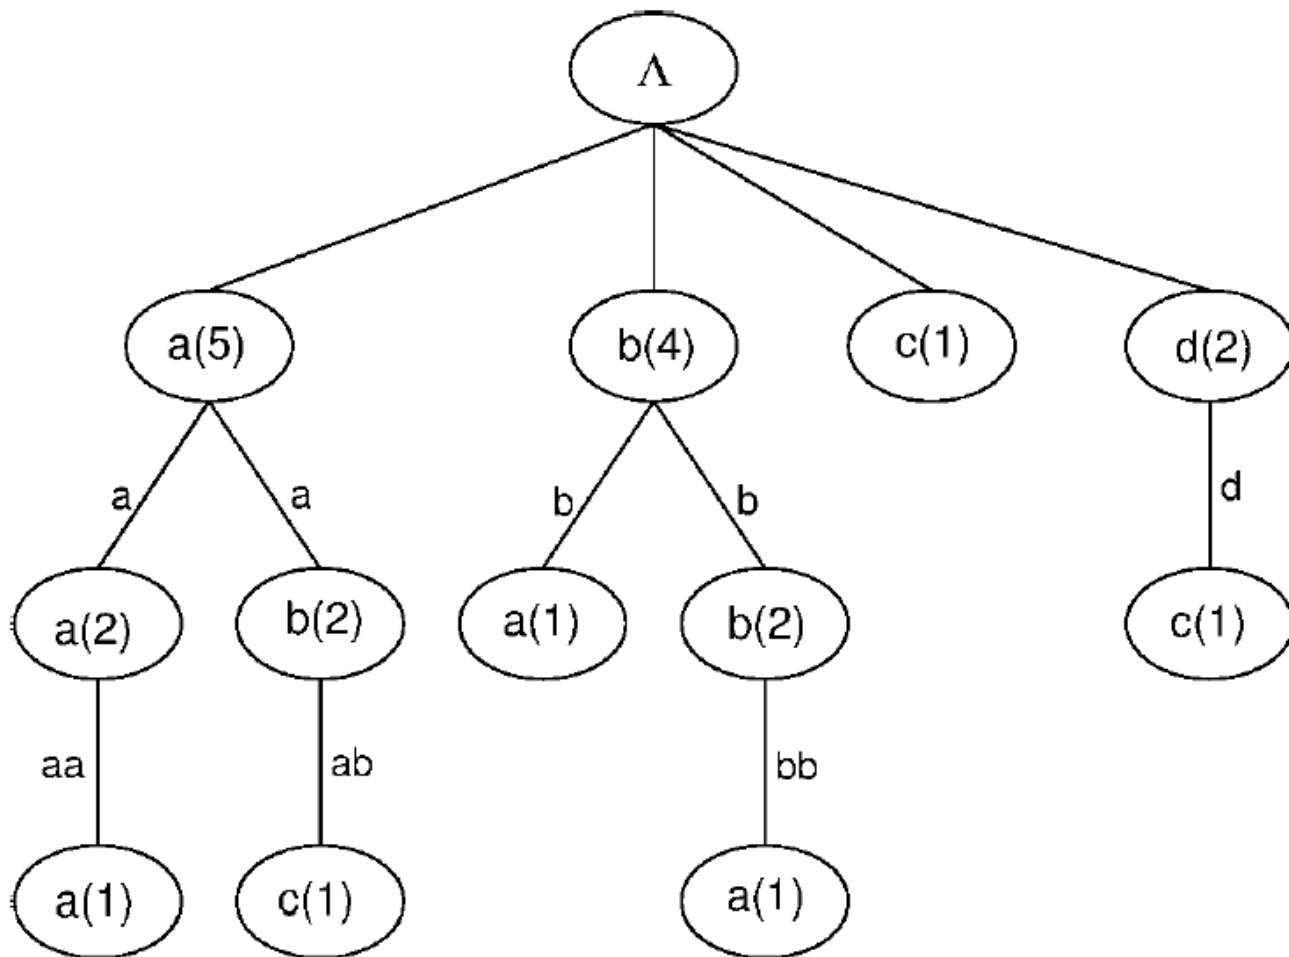 Λ
a(5) b(4) c(1) d(2)
a a b b d
a(2) b(2) a(1) b(2) c(1)
aa ab bb
a(1) c(1) a(1)